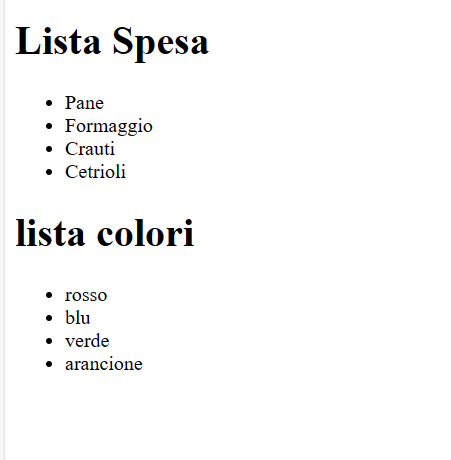 Lista Spesa
Pane
Formaggio
Crauti
Cetrioli
lista colori
rosso
blu
verde
arancione